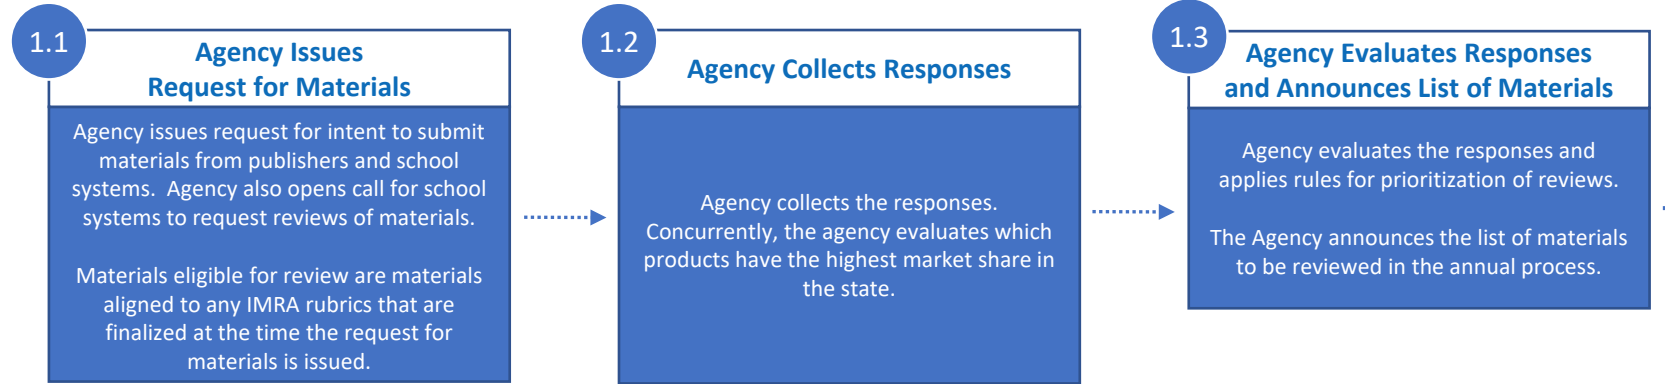 1.1
Agency Issues
Request for Materials
Agency issues request for intent to submit
materials from publishers and school
systems.  Agency also opens call for school
systems to request reviews of materials.
Materials eligible for review are materials
aligned to any IMRA rubrics that are
finalized at the time the request for
materials is issued.
1.2
Agency Collects Responses
Agency collects the responses.
Concurrently, the agency evaluates which
products have the highest market share in
the state.
1.3
Agency Evaluates Responses
and Announces List of Materials
Agency evaluates the responses and
applies rules for prioritization of reviews.
The Agency announces the list of materials
to be reviewed in the annual process.